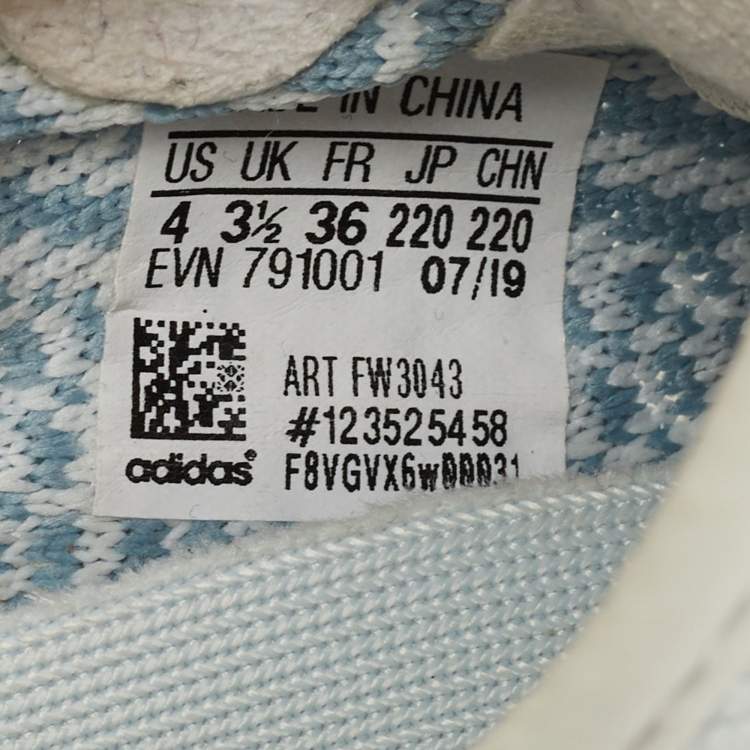 IN CHINA
US UK FR JP CHN
4 3½ 36 220 220
EVN 791001 07/19
ART FW3043
#123525458
adidas®